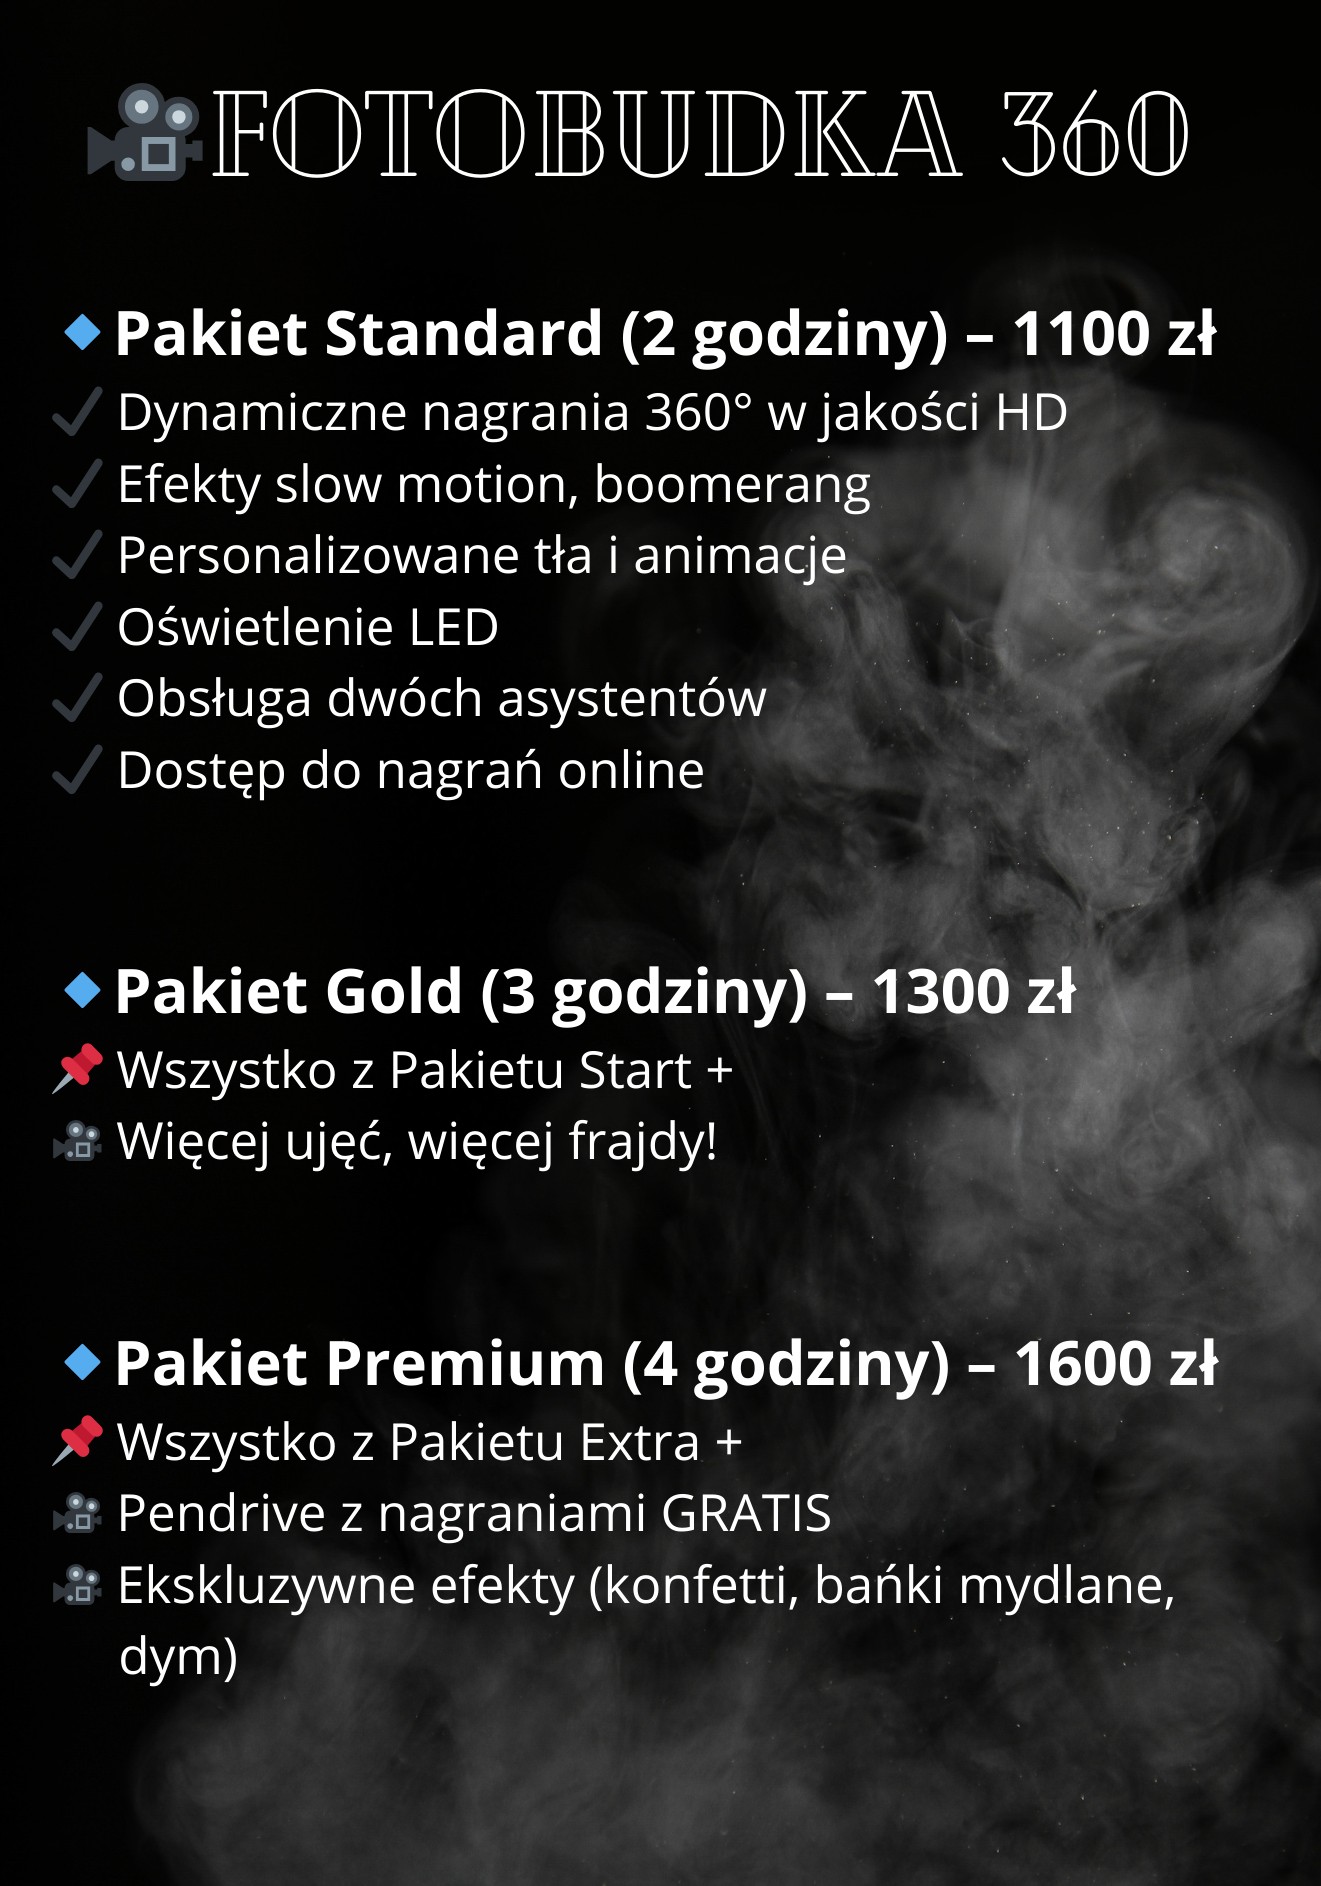 🎥FOTOBUDKA 360
🔹Pakiet Standard (2 godziny) – 1100 zł
✔ Dynamiczne nagrania 360° w jakości HD
✔ Efekty slow motion, boomerang
✔ Personalizowane tła i animacje
✔ Oświetlenie LED
✔ Obsługa dwóch asystentów
✔ Dostęp do nagrań online
🔹Pakiet Gold (3 godziny) – 1300 zł
📌 Wszystko z Pakietu Start +
🎥 Więcej ujęć, więcej frajdy!
🔹Pakiet Premium (4 godziny) – 1600 zł
📌 Wszystko z Pakietu Extra +
🎥 Pendrive z nagraniami GRATIS
🎥 Ekskluzywne efekty (konfetti, bańki mydlane,
dym)